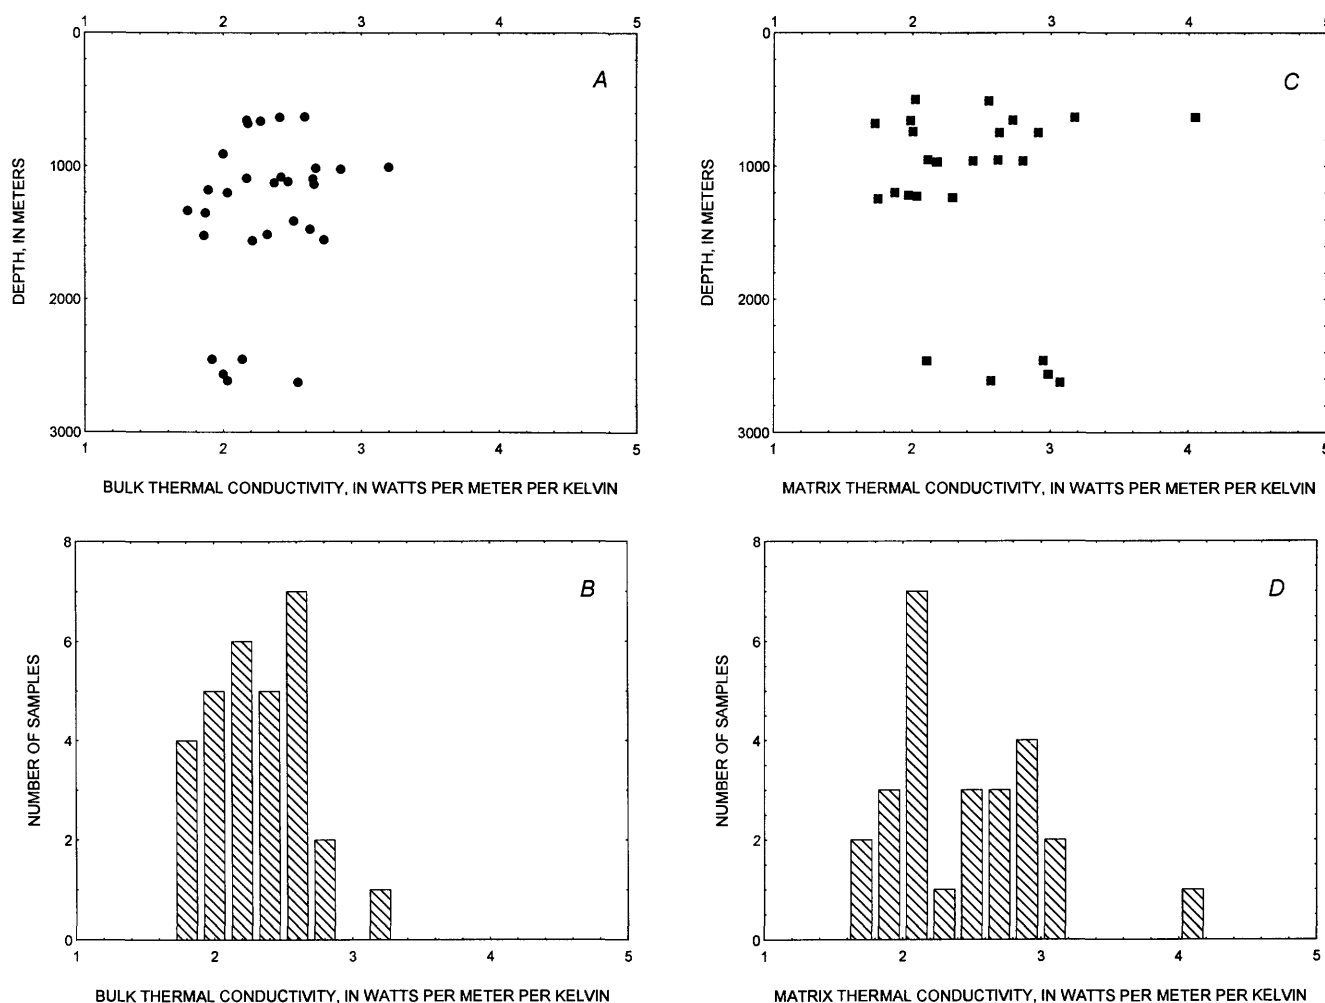 1 2 3 4 5
0
A
1000
2000
3000
DEPTH, IN METERS
1 2 3 4 5
BULK THERMAL CONDUCTIVITY, IN WATTS PER METER PER KELVIN
1 2 3 4 5
0
C
1000
2000
3000
DEPTH, IN METERS
1 2 3 4 5
MATRIX THERMAL CONDUCTIVITY, IN WATTS PER METER PER KELVIN
8
B
6
4
2
0
NUMBER OF SAMPLES
1 2 3 4 5
BULK THERMAL CONDUCTIVITY, IN WATTS PER METER PER KELVIN
8
D
6
4
2
0
NUMBER OF SAMPLES
1 2 3 4 5
MATRIX THERMAL CONDUCTIVITY, IN WATTS PER METER PER KELVIN